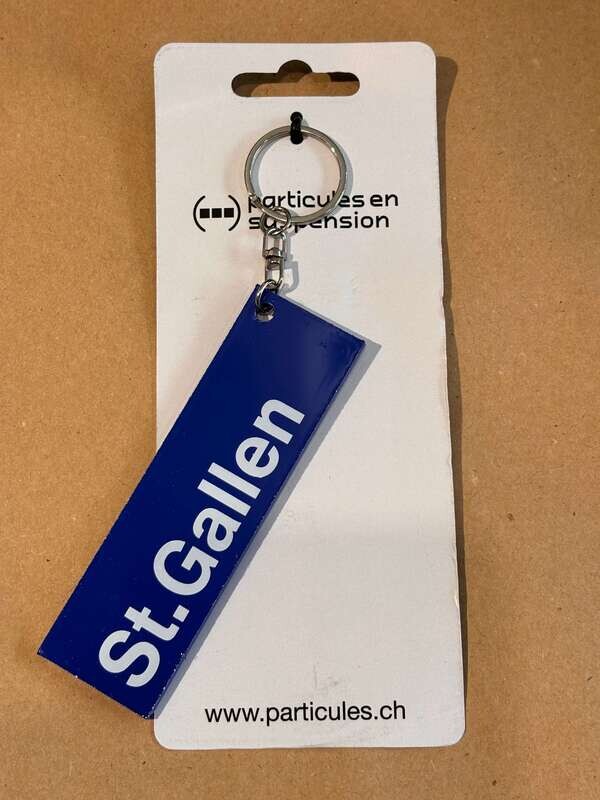 particules en
suspension
St. Gallen
www.particules.ch